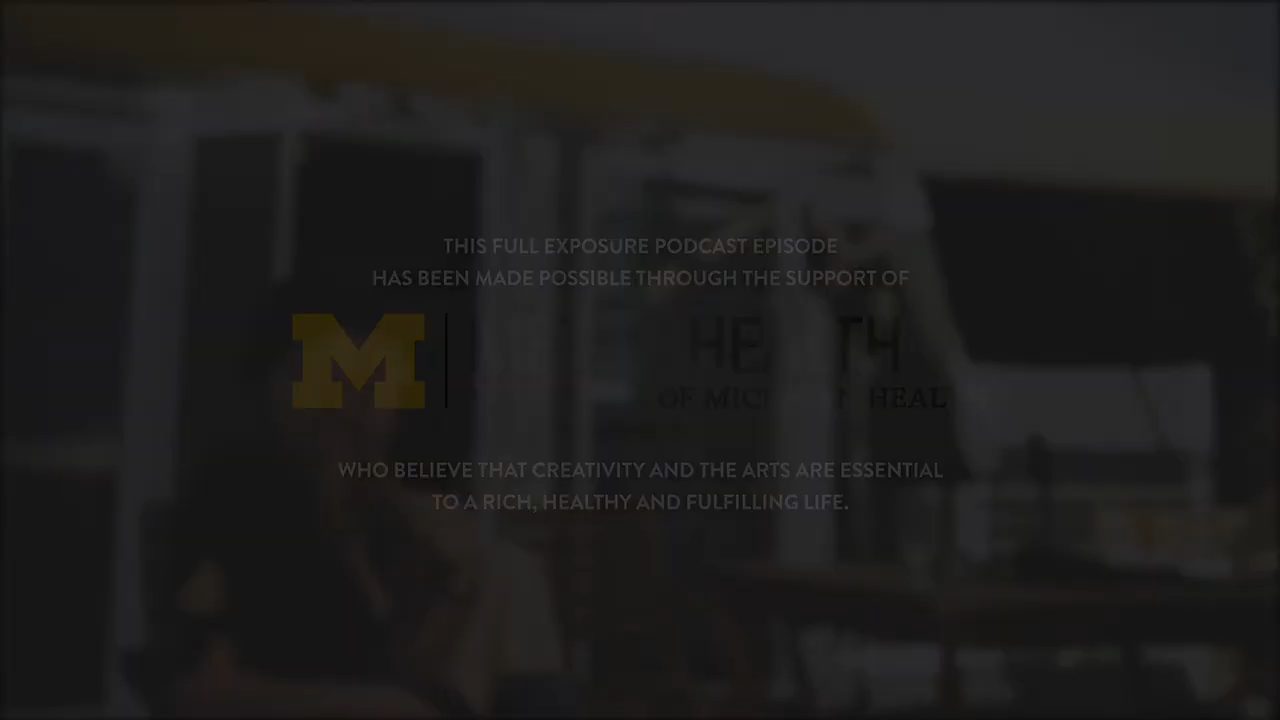 THIS FULL EXPOSURE PODCAST EPISODE
HAS BEEN MADE POSSIBLE THROUGH THE SUPPORT OF
M
OF
WHO BELIEVE THAT CREATIVITY AND THE ARTS ARE ESSENTIAL
TO A RICH, HEALTHY AND FULFILLING LIFE.